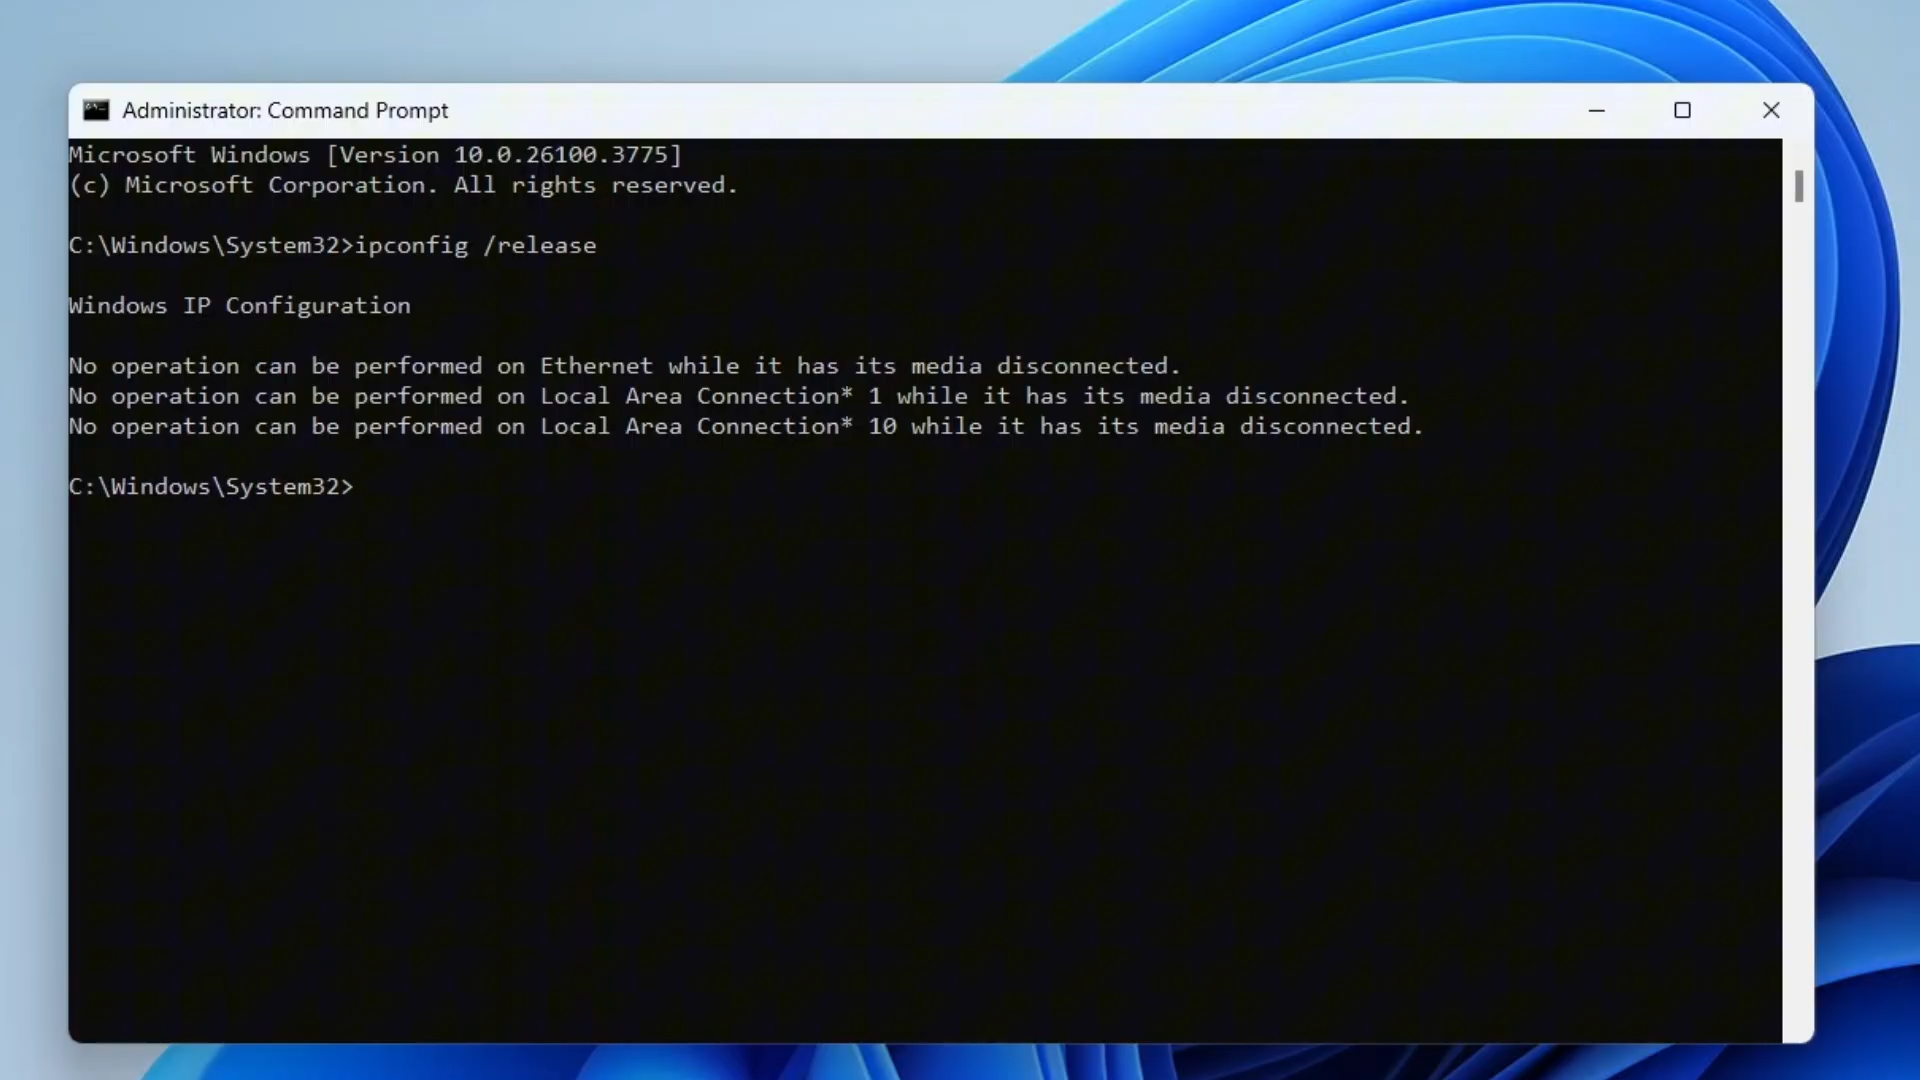 Administrator: Command Prompt
Microsoft Windows [Version 10.0.26100.3775]
(c) Microsoft Corporation. All rights reserved.
C:\Windows\System32>ipconfig /release
Windows IP Configuration
No operation can be performed on Ethernet while it has its media disconnected.
No operation can be performed on Local Area Connection* 1 while it has its media disconnected.
No operation can be performed on Local Area Connection* 10 while it has its media disconnected.
C:\Windows\System32>